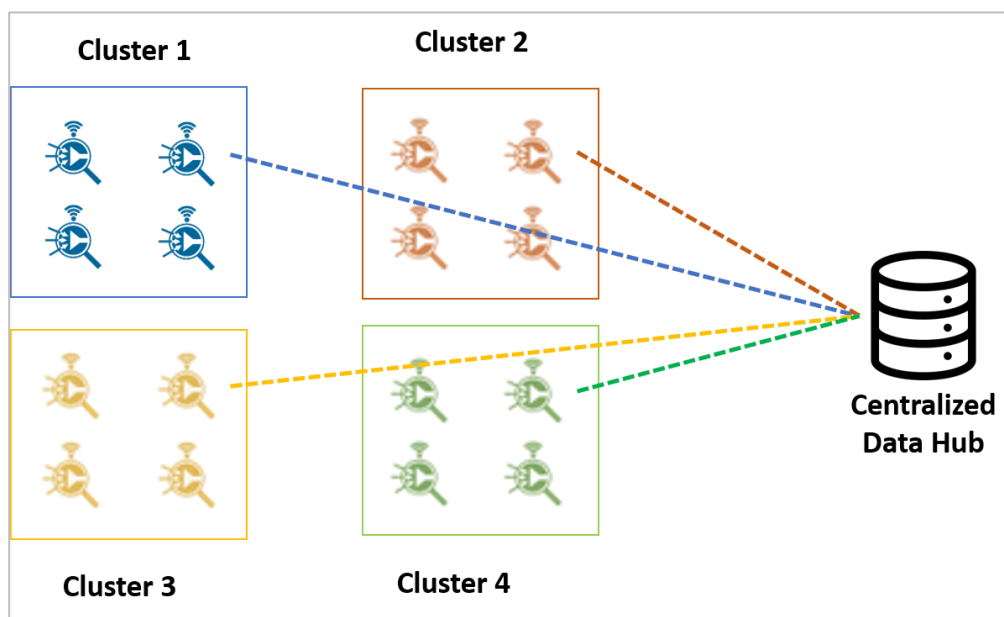 Cluster 1
Cluster 2
Centralized
Data Hub
Cluster 3
Cluster 4